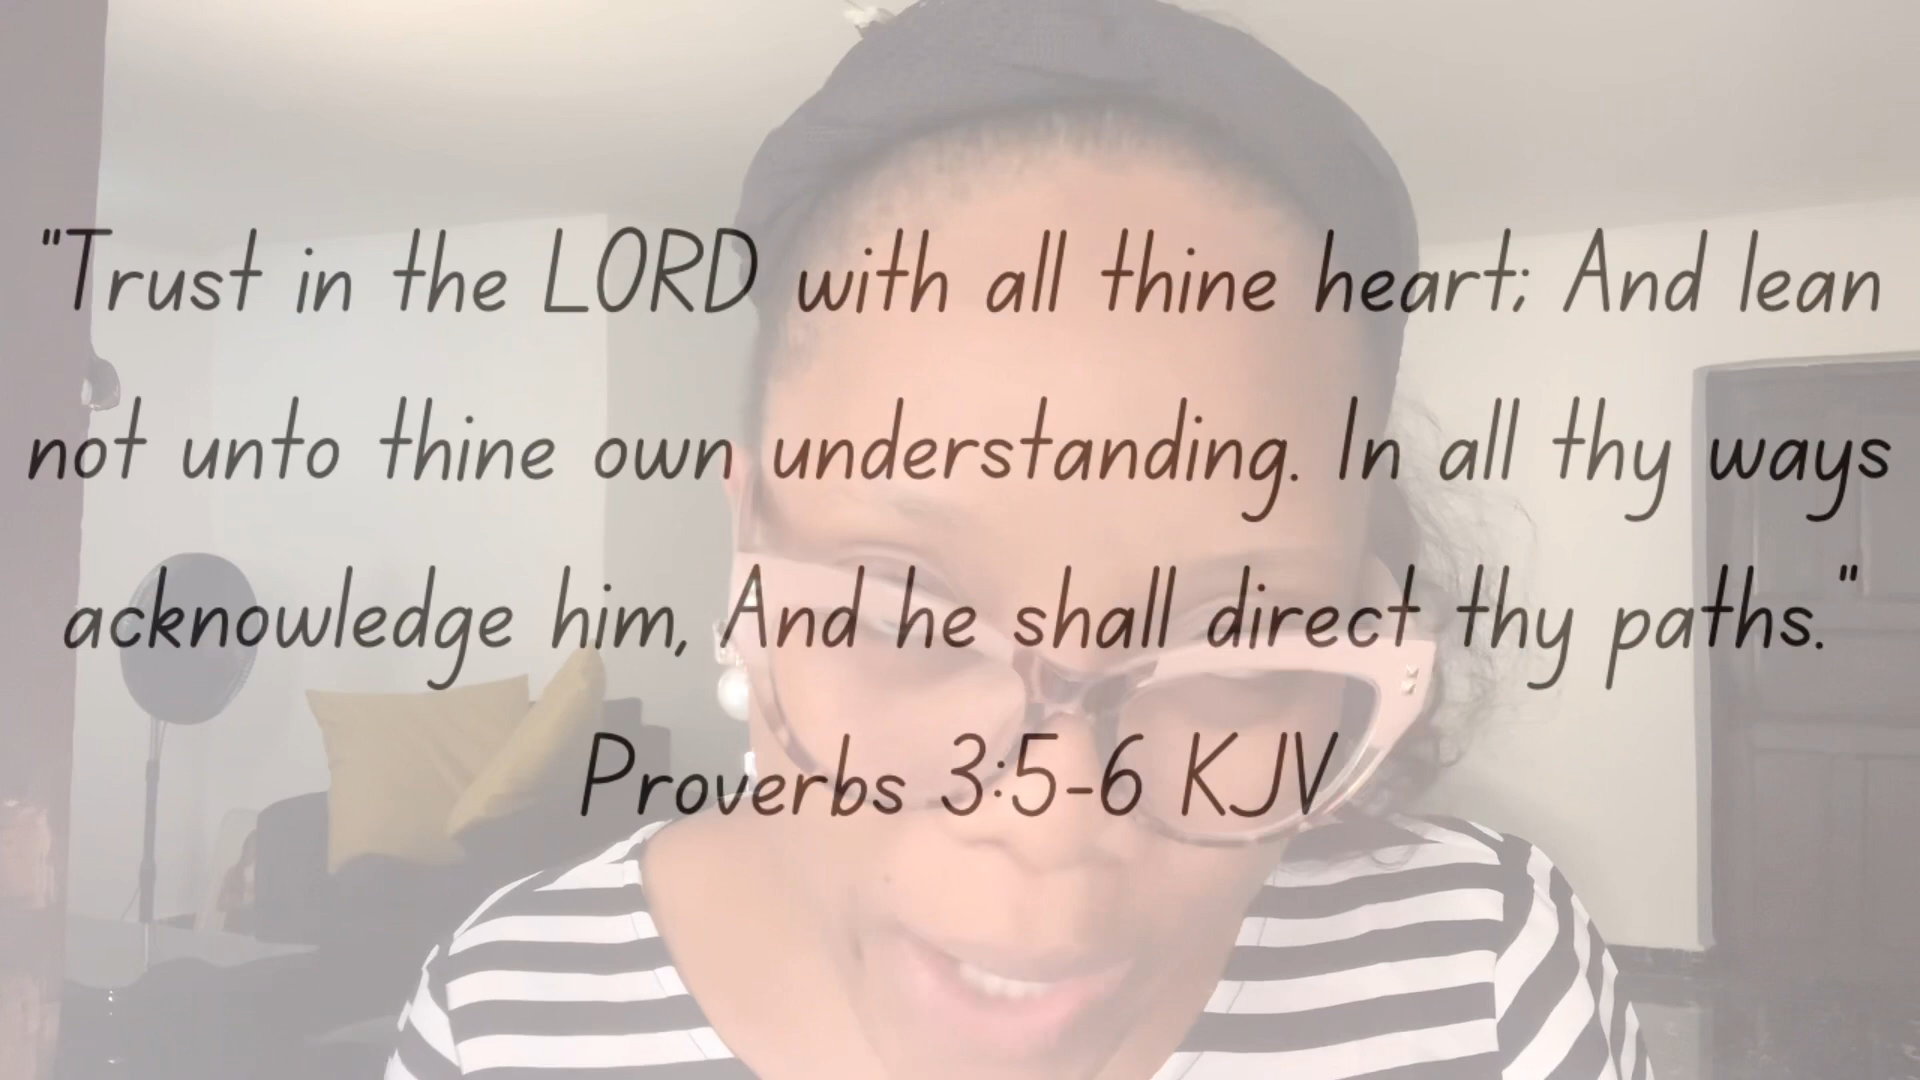 "Trust in the LORD with all thine heart; And lean
not unto thine own understanding. In all thy ways
acknowledge him, And he shall direct thy paths."
Proverbs 3:5-6 KJV